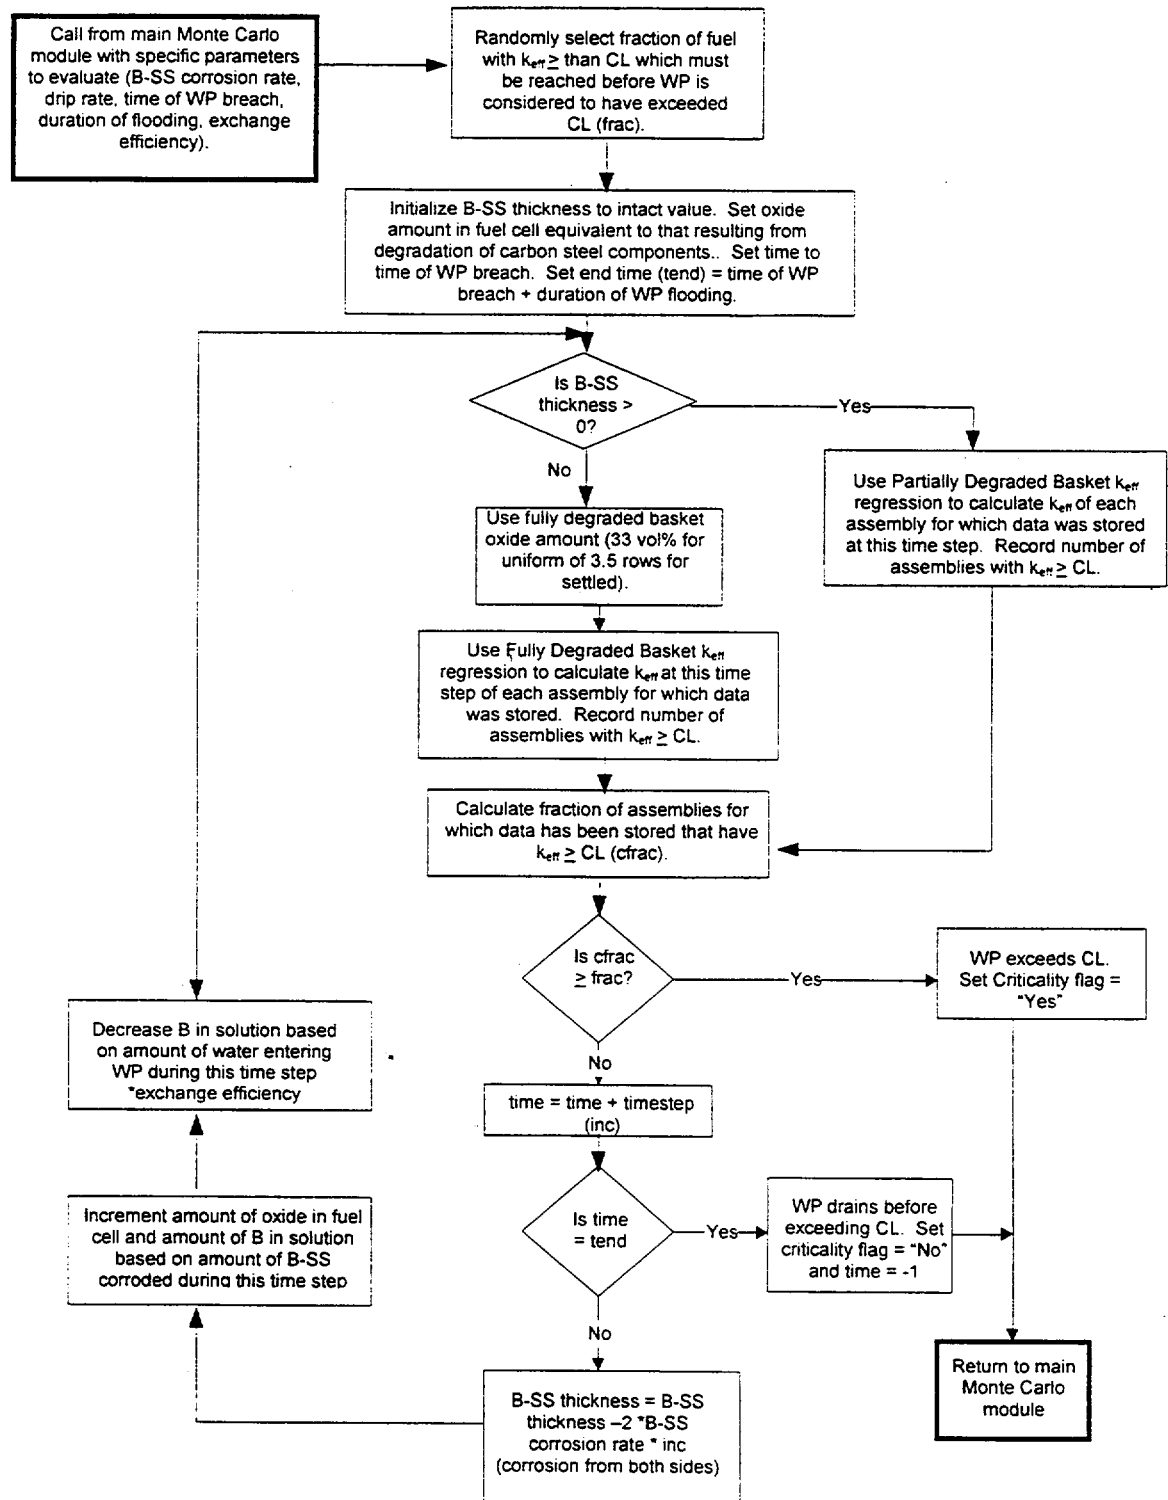 Call from main Monte Carlo
module with specific parameters
to evaluate (B-SS corrosion rate,
drip rate, time of WP breach,
duration of flooding, exchange
efficiency).
Randomly select fraction of fuel
with keff ≥ than CL which must
be reached before WP is
considered to have exceeded
CL (frac).
Initialize B-SS thickness to intact value. Set oxide
amount in fuel cell equivalent to that resulting from
degradation of carbon steel components.. Set time to
time of WP breach. Set end time (tend) = time of WP
breach + duration of WP flooding.
Is B-SS
thickness >
0?
Yes
No
Use Partially Degraded Basket keff
regression to calculate keff of each
assembly for which data was stored
at this time step. Record number of
assemblies with keff ≥ CL.
Use fully degraded basket
oxide amount (33 vol% for
uniform of 3.5 rows for
settled).
Use Fully Degraded Basket keff
regression to calculate keff at this time
step of each assembly for which data
was stored. Record number of
assemblies with keff ≥ CL.
Calculate fraction of assemblies for
which data has been stored that have
keff ≥ CL (cfrac).
Is cfrac
≥ frac?
Yes
WP exceeds CL.
Set Criticality flag =
"Yes"
No
Decrease B in solution based
on amount of water entering
WP during this time step
*exchange efficiency
time = time + timestep
(inc)
Is time
= tend
Yes
WP drains before
exceeding CL. Set
criticality flag = "No"
and time = -1
Increment amount of oxide in fuel
cell and amount of B in solution
based on amount of B-SS
corroded during this time step
No
B-SS thickness = B-SS
thickness –2 *B-SS
corrosion rate * inc
(corrosion from both sides)
Return to main
Monte Carlo
module